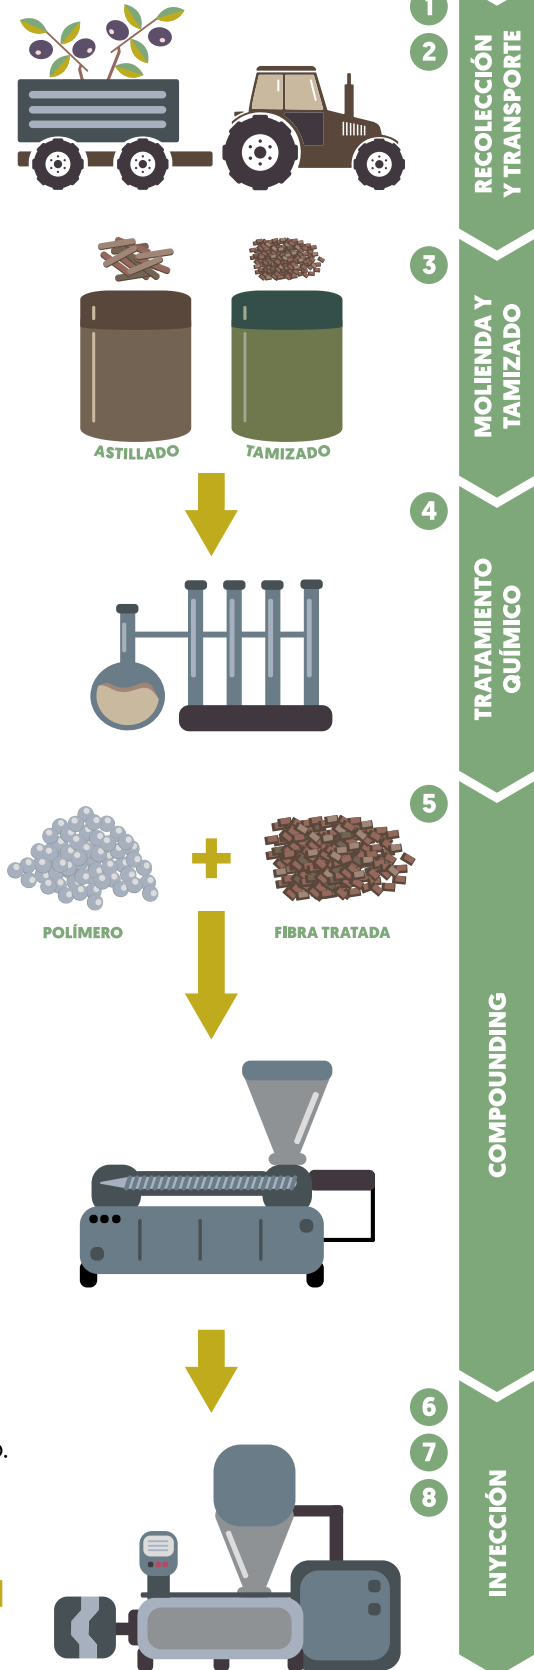 1
2
RECOLECCIÓN
Y TRANSPORTE
3
MOLIENDA Y
TAMIZADO
ASTILLADO
TAMIZADO
4
TRATAMIENTO
QUÍMICO
5
POLÍMERO
+
FIBRA TRATADA
COMPOUNDING
6
7
8
INYECCIÓN